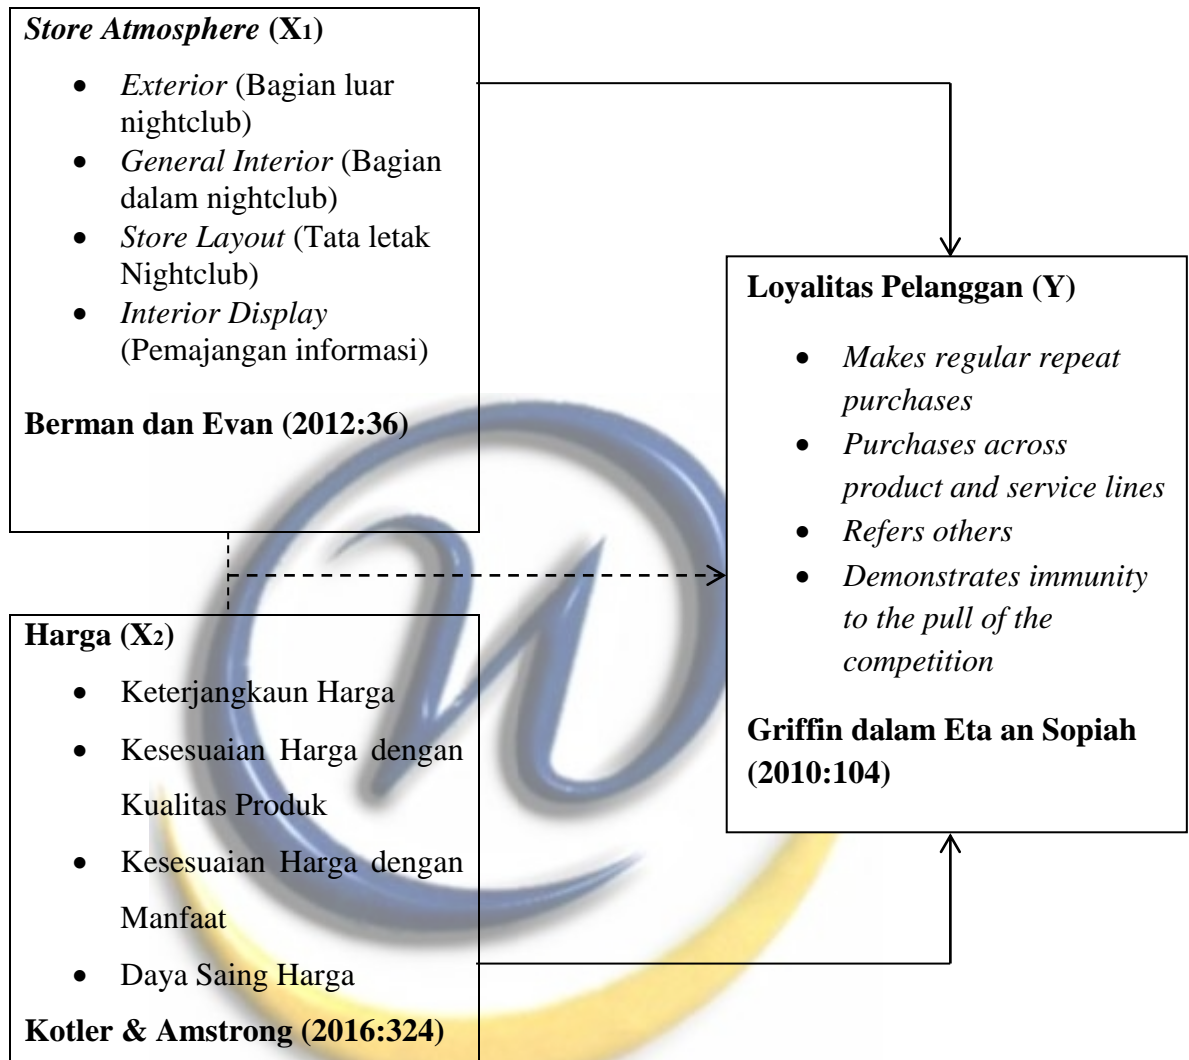 Store Atmosphere (X1)
• Exterior (Bagian luar
nightclub)
• General Interior (Bagian
dalam nightclub)
• Store Layout (Tata letak
Nightclub)
• Interior Display
(Pemajangan informasi)
Berman dan Evan (2012:36)
Harga (X2)
• Keterjangkaun Harga
• Kesesuaian Harga dengan
Kualitas Produk
• Kesesuaian Harga dengan
Manfaat
• Daya Saing Harga
Kotler & Amstrong (2016:324)
Loyalitas Pelanggan (Y)
• Makes regular repeat
purchases
• Purchases across
product and service lines
• Refers others
• Demonstrates immunity
to the pull of the
competition
Griffin dalam Eta an Sopiah
(2010:104)